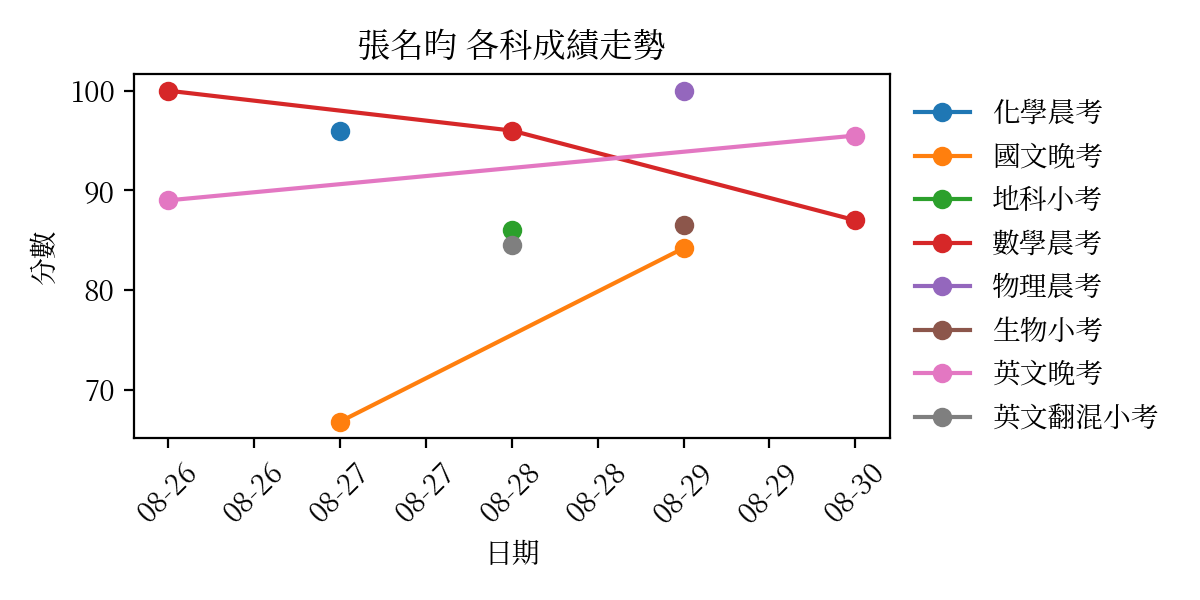 張名昀 各科成績走勢
分數
100
90
80
70
08-26
08-26
08-27
08-27
08-28
08-28
08-29
08-29
08-30
日期
化學晨考
國文晚考
地科小考
數學晨考
物理晨考
生物小考
英文晚考
英文翻混小考